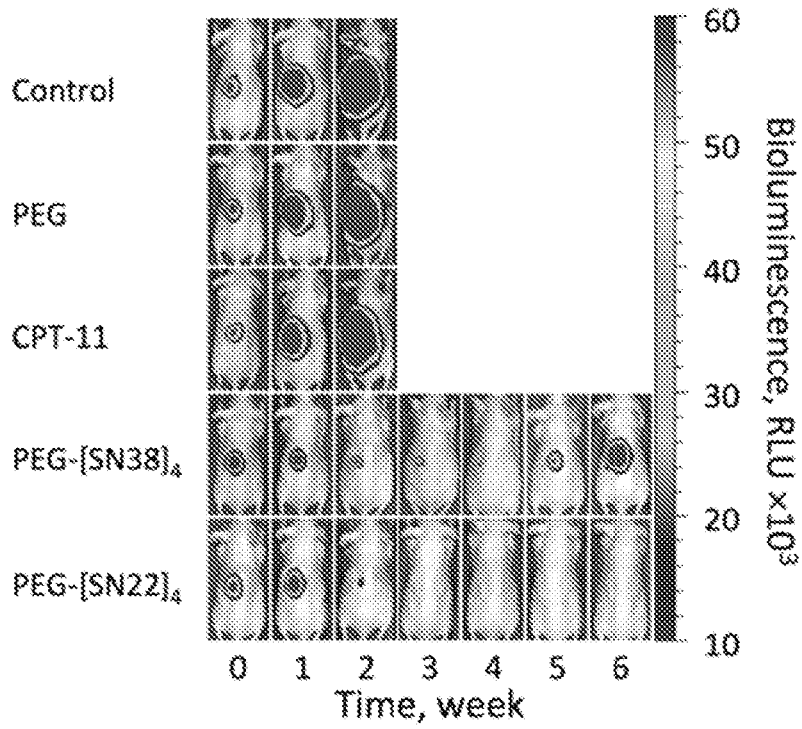 Control
PEG
CPT-11
PEG-[SN38]₄
PEG-[SN22]₄
0 1 2 3 4 5 6
Time, week
60
50
40
30
20
10
Bioluminescence, RLU ×10³